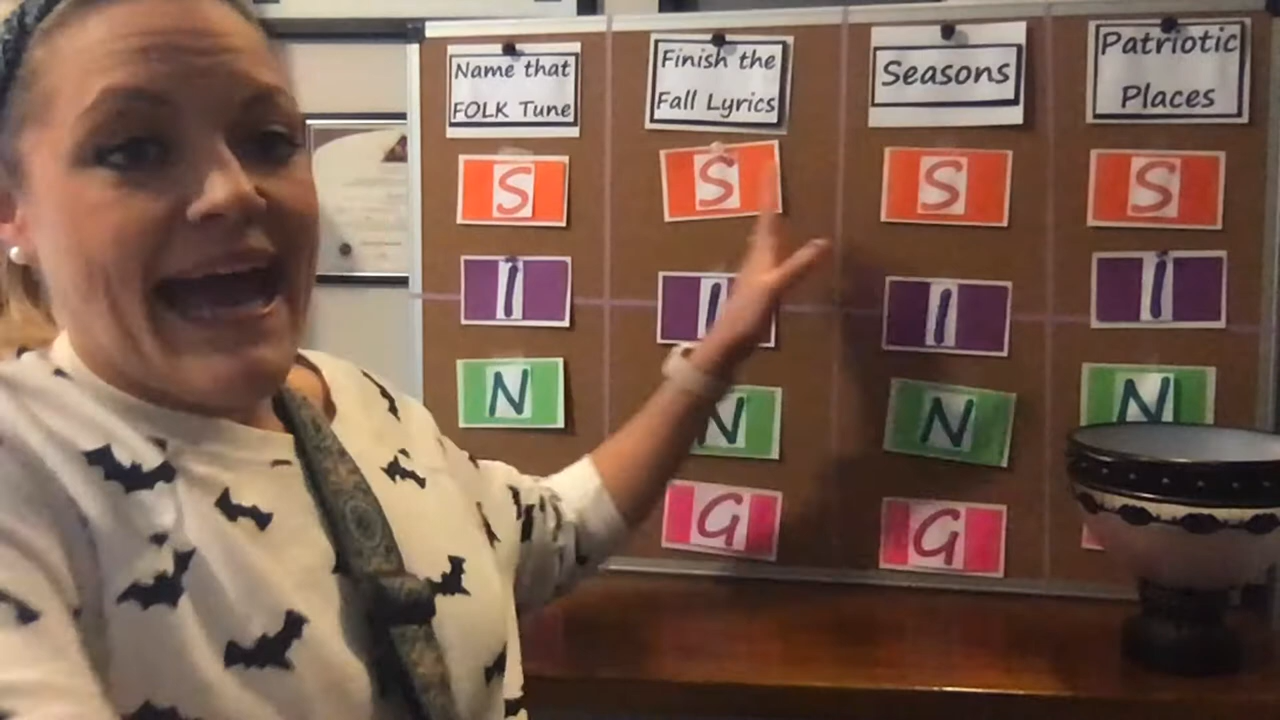 Name that
FOLK Tune
Finish the
Fall Lyrics
Seasons
Patriotic
Places
S S S S
I I I I
N N N N
G G